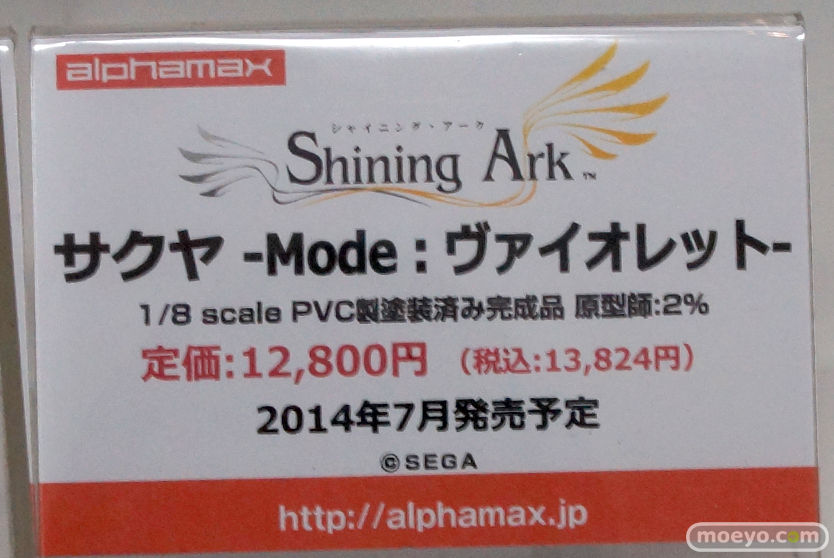 alphamax
シャイニング・アーク
Shining Ark™
サクヤ -Mode：ヴァイオレット-
1/8 scale PVC製塗装済み完成品 原型師:2%
定価:12,800円 （税込:13,824円）
2014年7月発売予定
©SEGA
http://alphamax.jp
moeyo.com